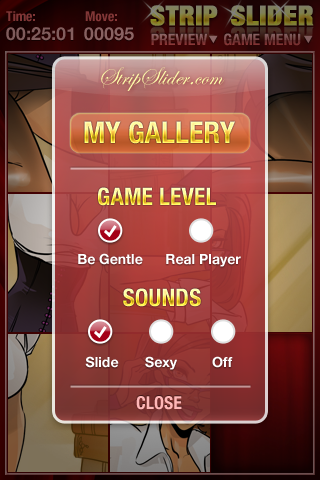 Time: Move: STRIP SLIDER
00:25:01 00095 PREVIEW▼ GAME MENU▼
StripSlider.com
MY GALLERY
GAME LEVEL
Be Gentle Real Player
SOUNDS
Slide Sexy Off
CLOSE